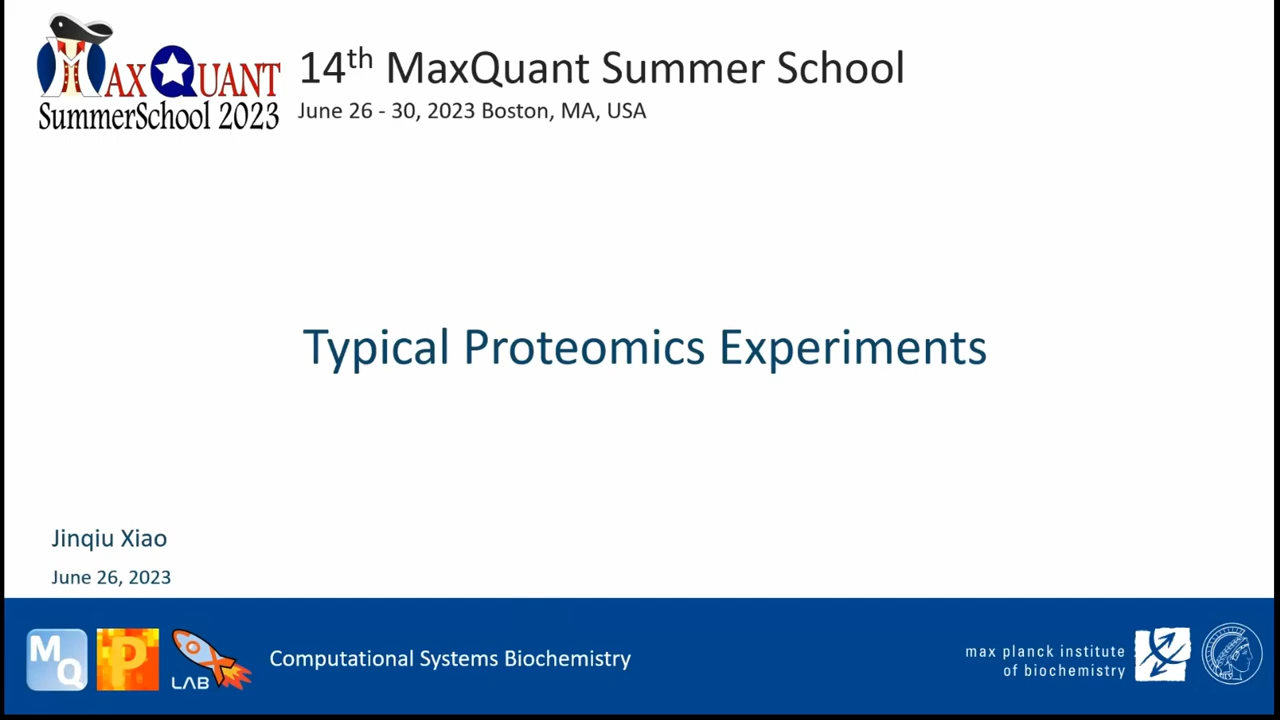 MaxQuant
SummerSchool 2023
14th MaxQuant Summer School
June 26 - 30, 2023 Boston, MA, USA
Typical Proteomics Experiments
Jinqiu Xiao
June 26, 2023
MQ
P
LAB
Computational Systems Biochemistry
max planck institute
of biochemistry